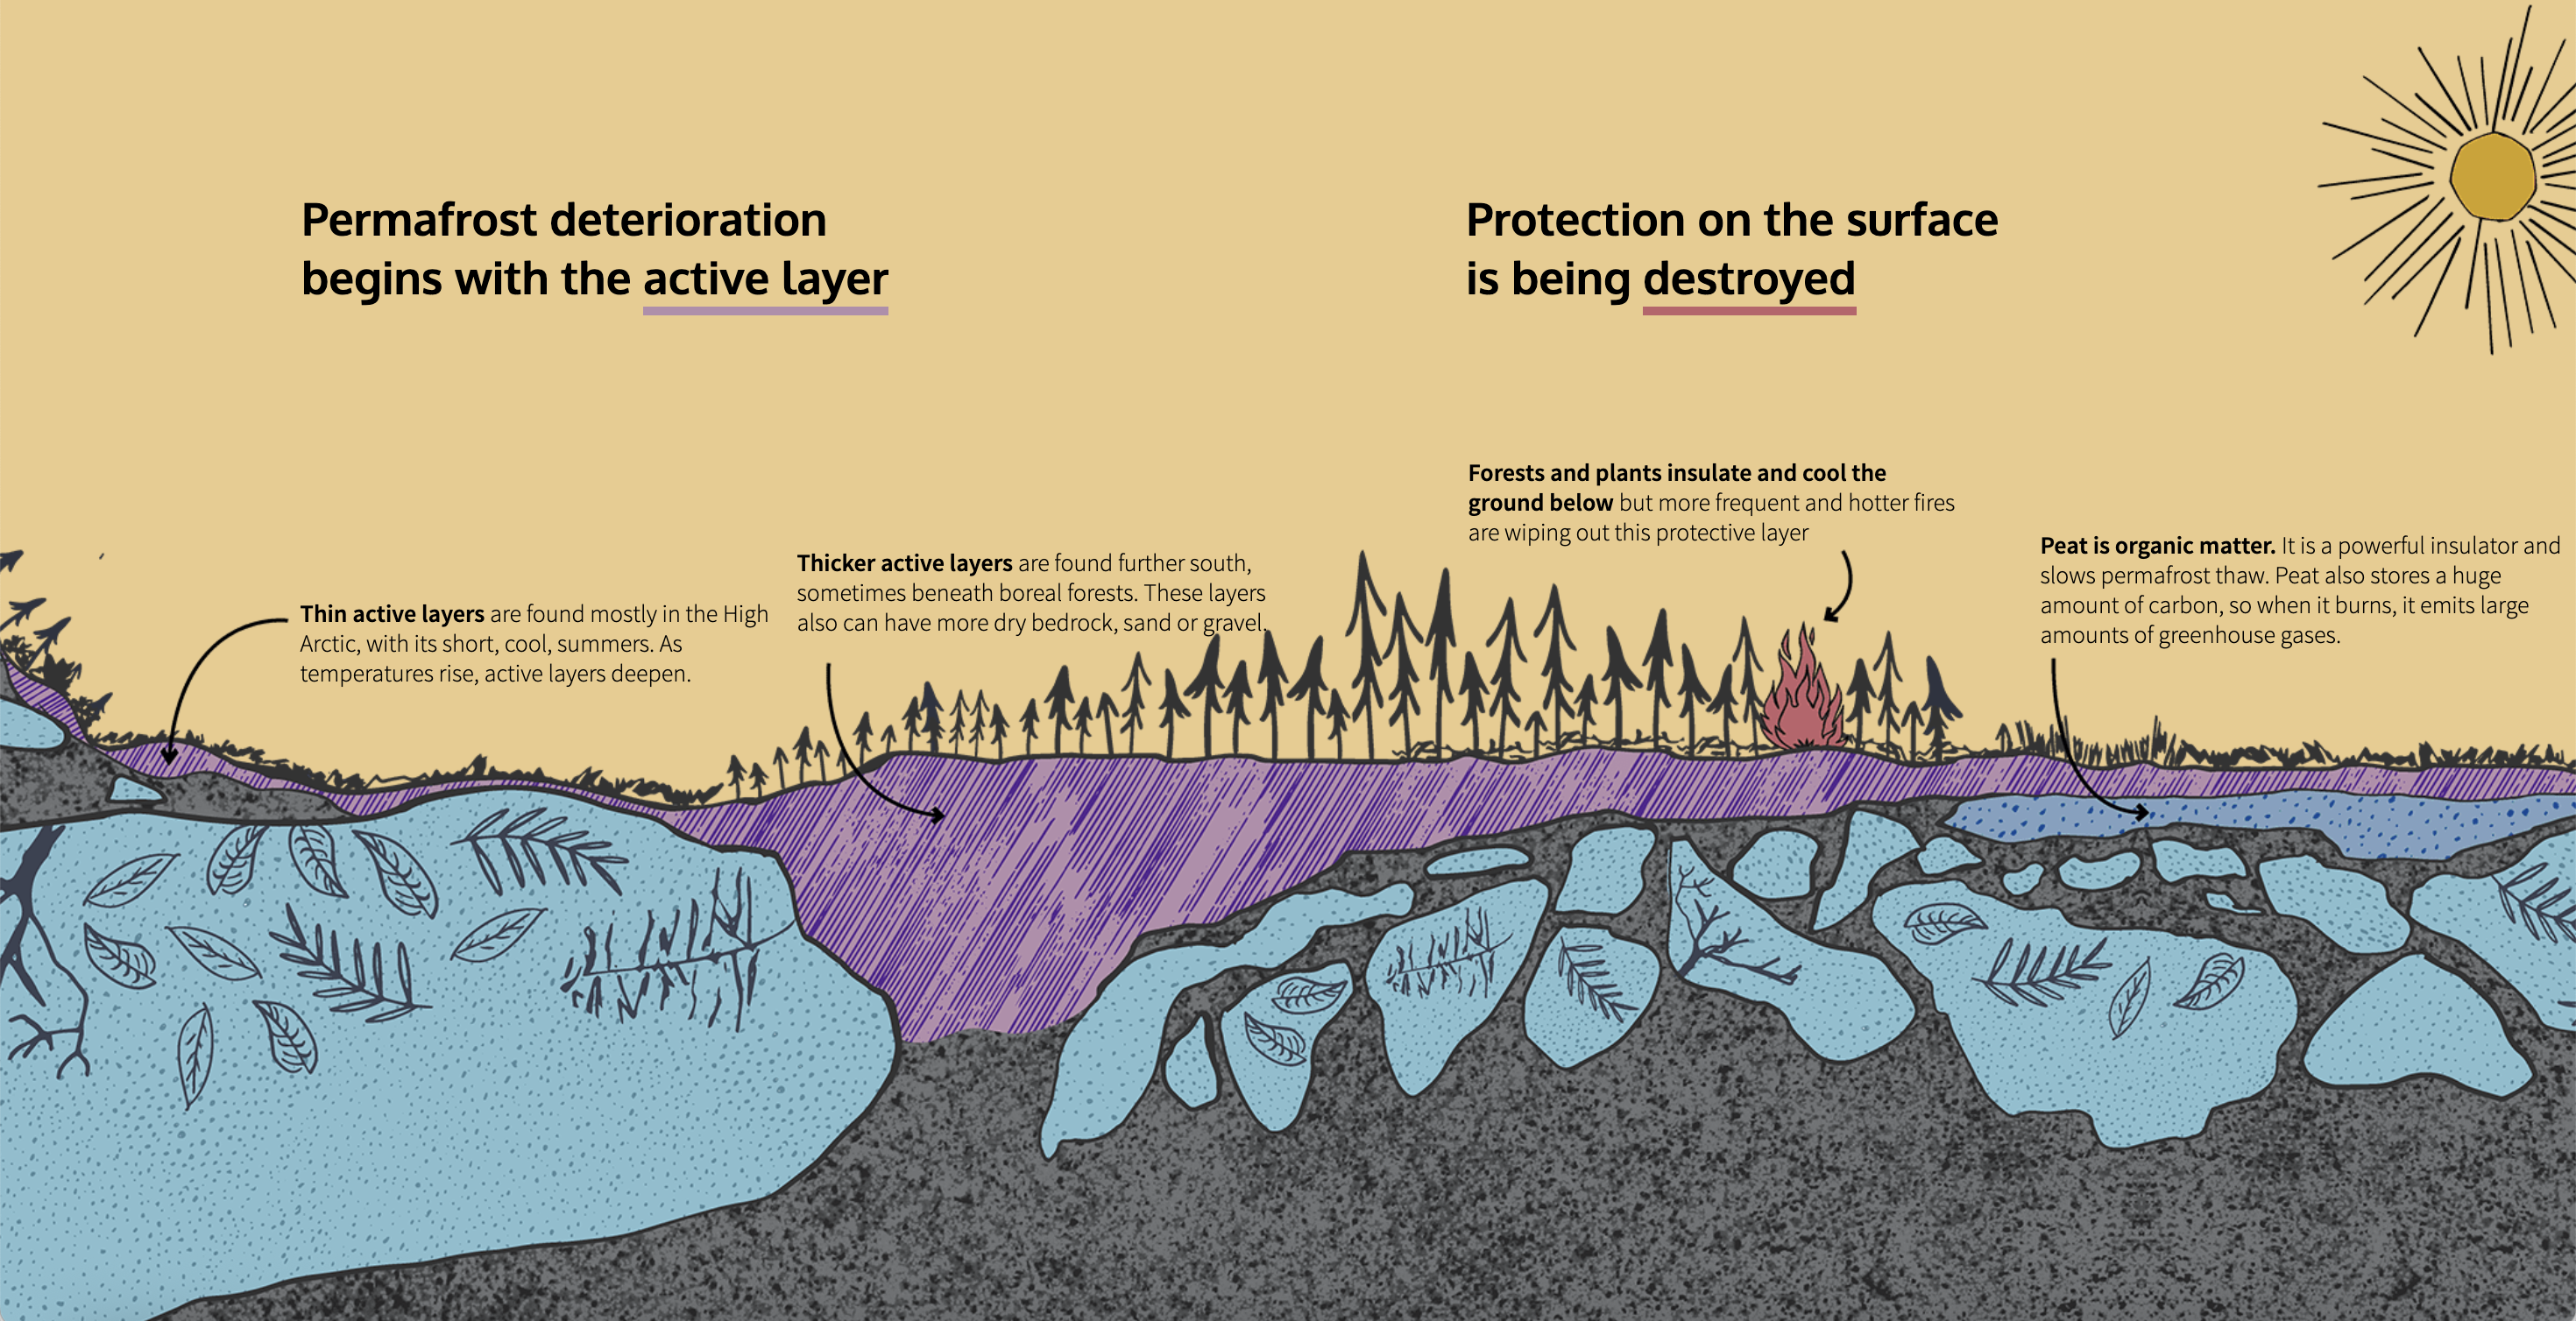 Permafrost deterioration
begins with the active layer
Protection on the surface
is being destroyed
Thin active layers are found mostly in the High
Arctic, with its short, cool, summers. As
temperatures rise, active layers deepen.
Thicker active layers are found further south,
sometimes beneath boreal forests. These layers
also can have more dry bedrock, sand or gravel.
Forests and plants insulate and cool the
ground below but more frequent and hotter fires
are wiping out this protective layer
Peat is organic matter. It is a powerful insulator and
slows permafrost thaw. Peat also stores a huge
amount of carbon, so when it burns, it emits large
amounts of greenhouse gases.